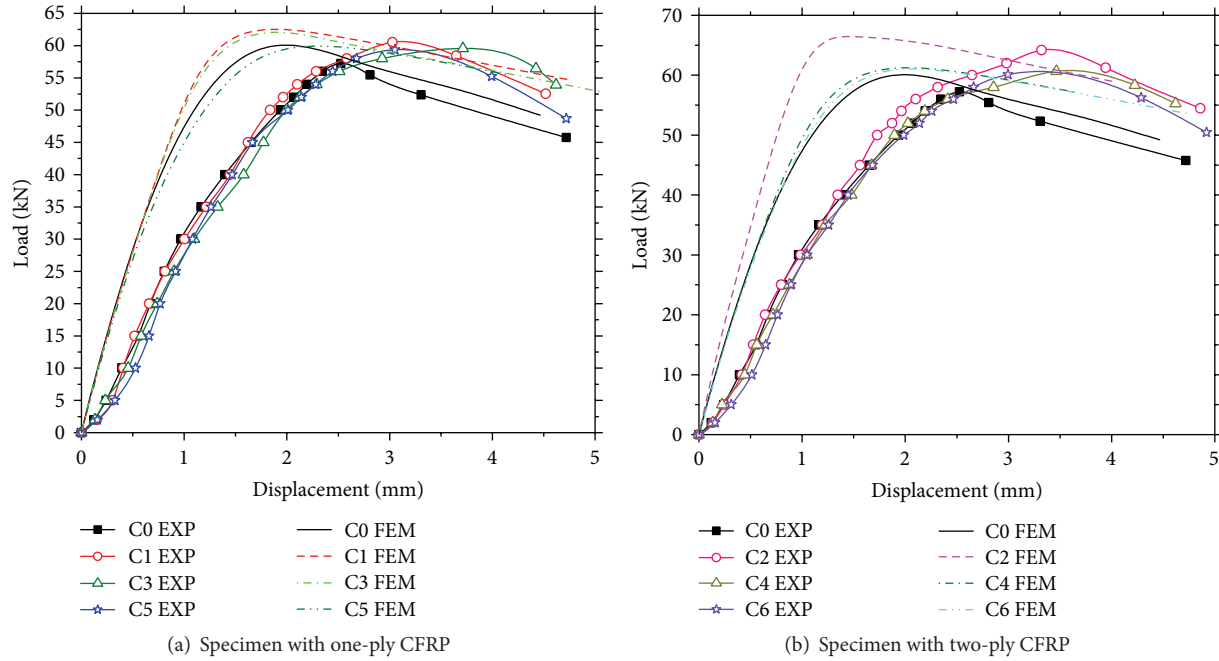 65
60
55
50
45
40
35
30
25
20
15
10
5
0
Load (kN)
0 1 2 3 4 5
Displacement (mm)
C0 EXP C0 FEM
C1 EXP C1 FEM
C3 EXP C3 FEM
C5 EXP C5 FEM
(a) Specimen with one-ply CFRP
70
60
50
40
30
20
10
0
Load (kN)
0 1 2 3 4 5
Displacement (mm)
C0 EXP C0 FEM
C2 EXP C2 FEM
C4 EXP C4 FEM
C6 EXP C6 FEM
(b) Specimen with two-ply CFRP